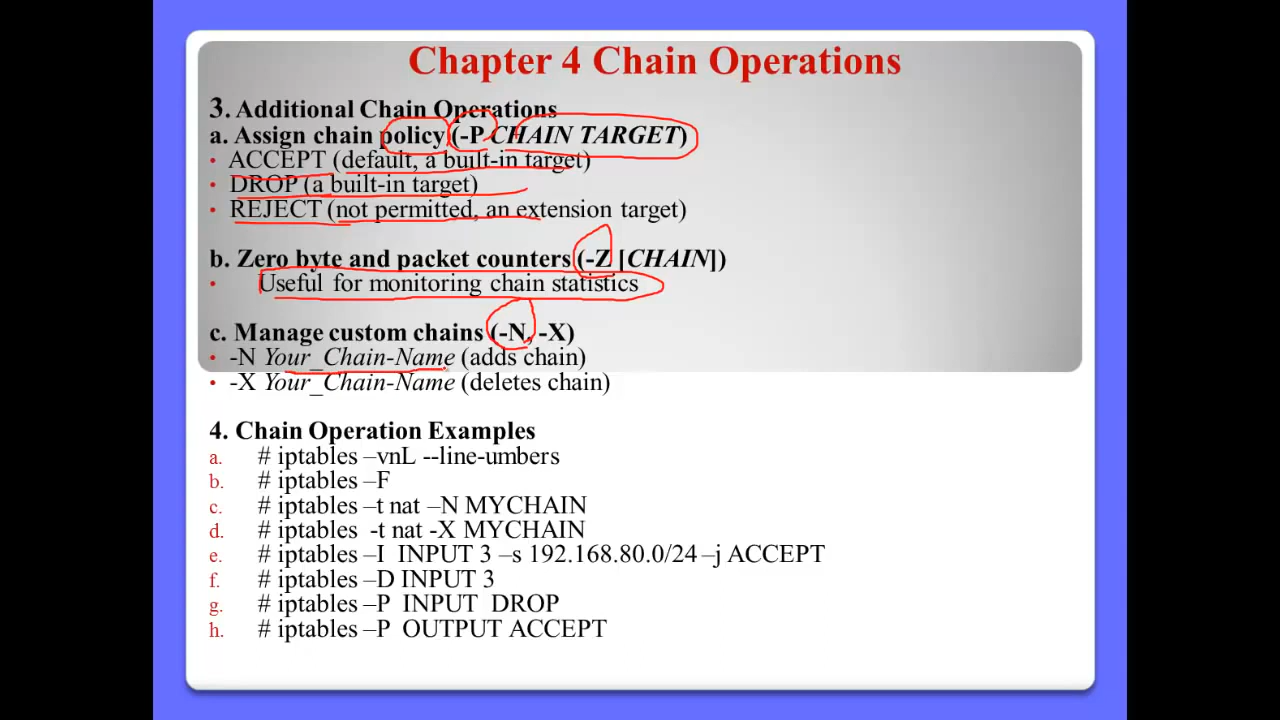 Chapter 4 Chain Operations
3. Additional Chain Operations
a. Assign chain policy (-P CHAIN TARGET)
• ACCEPT (default, a built-in target)
• DROP (a built-in target)
• REJECT (not permitted, an extension target)
b. Zero byte and packet counters (-Z [CHAIN])
• Useful for monitoring chain statistics
c. Manage custom chains (-N, -X)
• -N Your_Chain-Name (adds chain)
• -X Your_Chain-Name (deletes chain)
4. Chain Operation Examples
a. # iptables –vnL --line-umbers
b. # iptables –F
c. # iptables –t nat –N MYCHAIN
d. # iptables -t nat -X MYCHAIN
e. # iptables –I INPUT 3 –s 192.168.80.0/24 –j ACCEPT
f. # iptables –D INPUT 3
g. # iptables –P INPUT DROP
h. # iptables –P OUTPUT ACCEPT